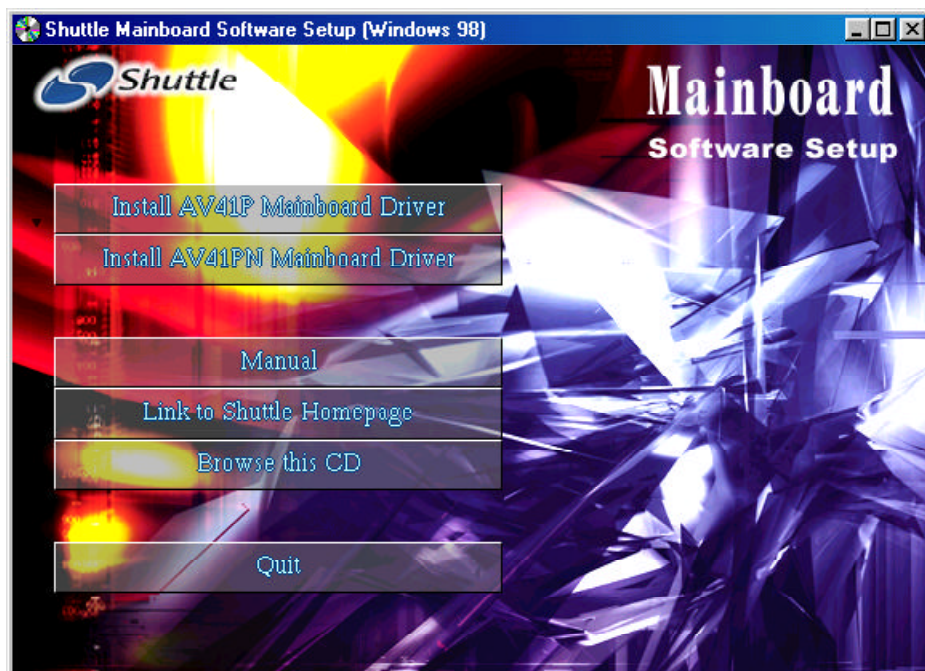 Shuttle Mainboard Software Setup (Windows 98)
Shuttle
Mainboard
Software Setup
Install AV41P Mainboard Driver
Install AV41PN Mainboard Driver
Manual
Link to Shuttle Homepage
Browse this CD
Quit